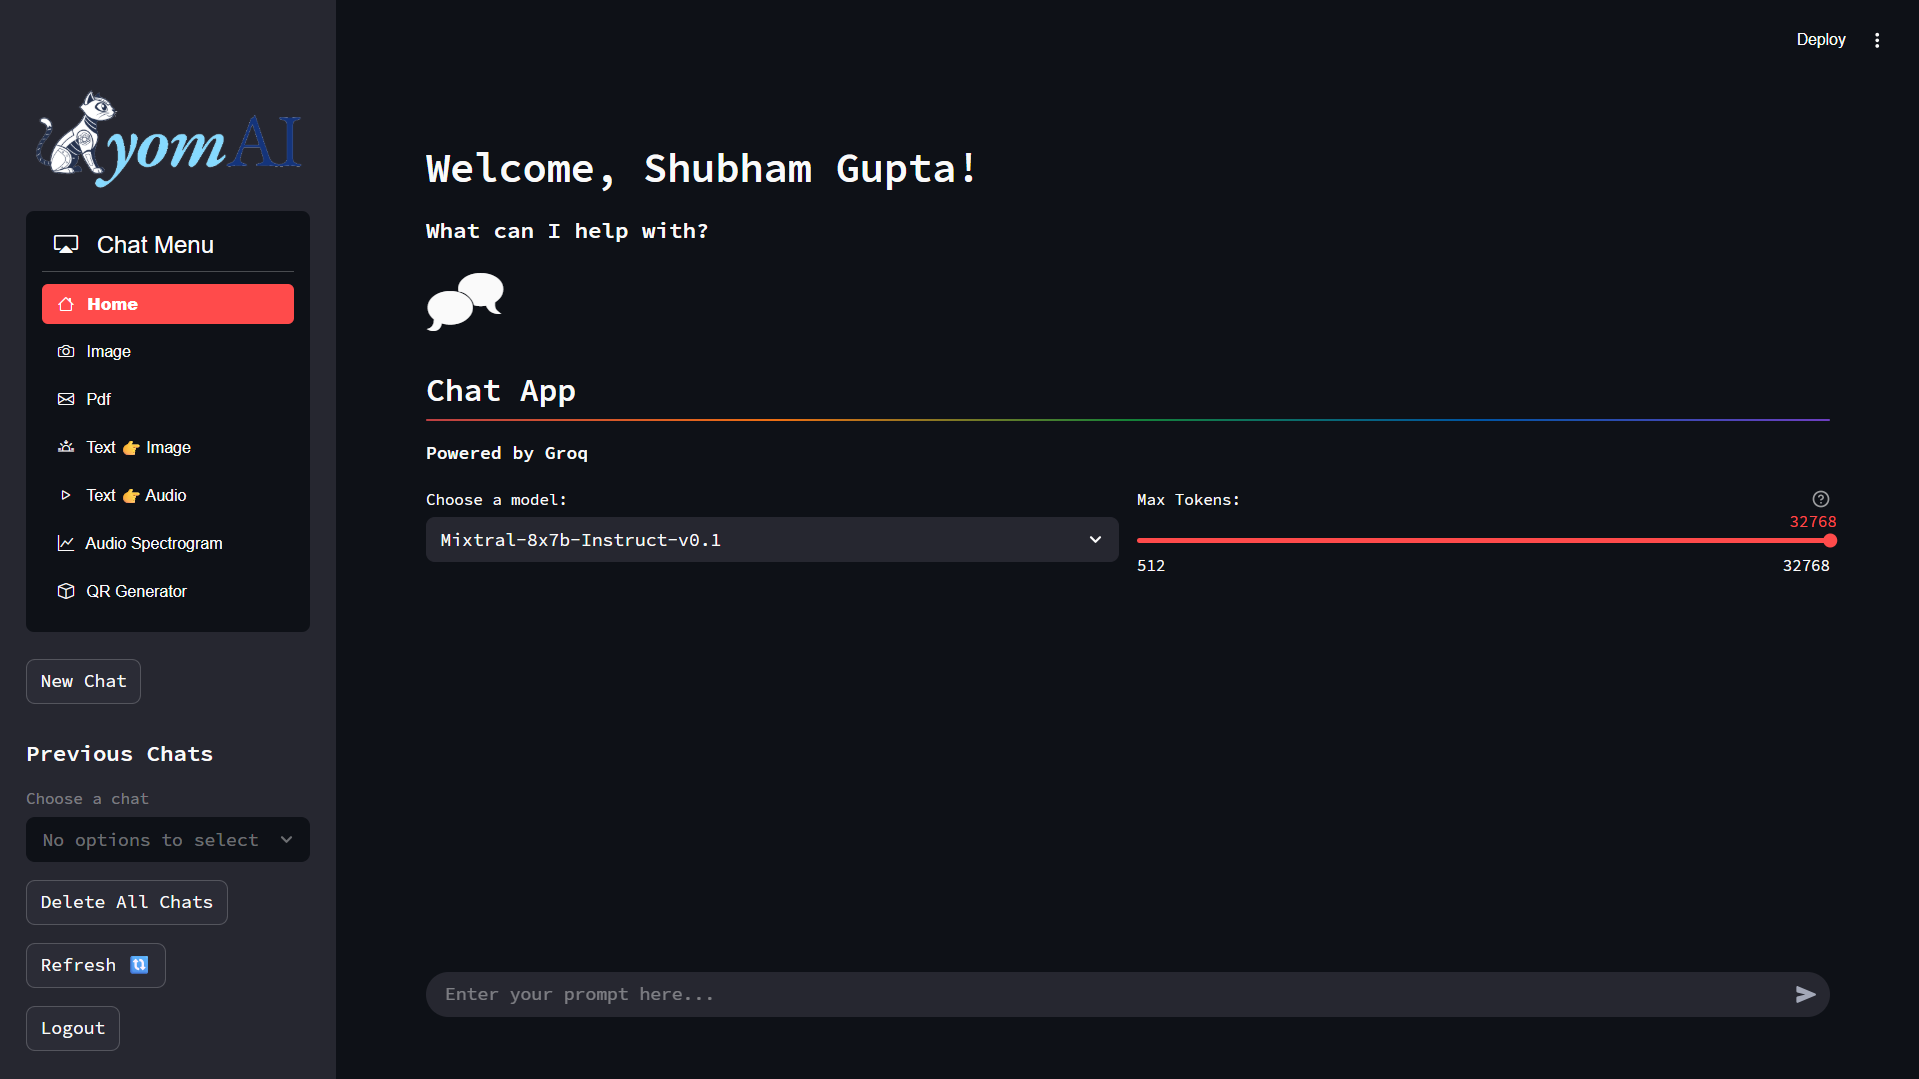 yomAI
Chat Menu
Home
Image
Pdf
Text 👉 Image
Text 👉 Audio
Audio Spectrogram
QR Generator
New Chat
Previous Chats
Choose a chat
No options to select
Delete All Chats
Refresh 🔃
Logout
Deploy
Welcome, Shubham Gupta!
What can I help with?
Chat App
Powered by Groq
Choose a model:
Mixtral-8x7b-Instruct-v0.1
Max Tokens:
32768
512 32768
Enter your prompt here...